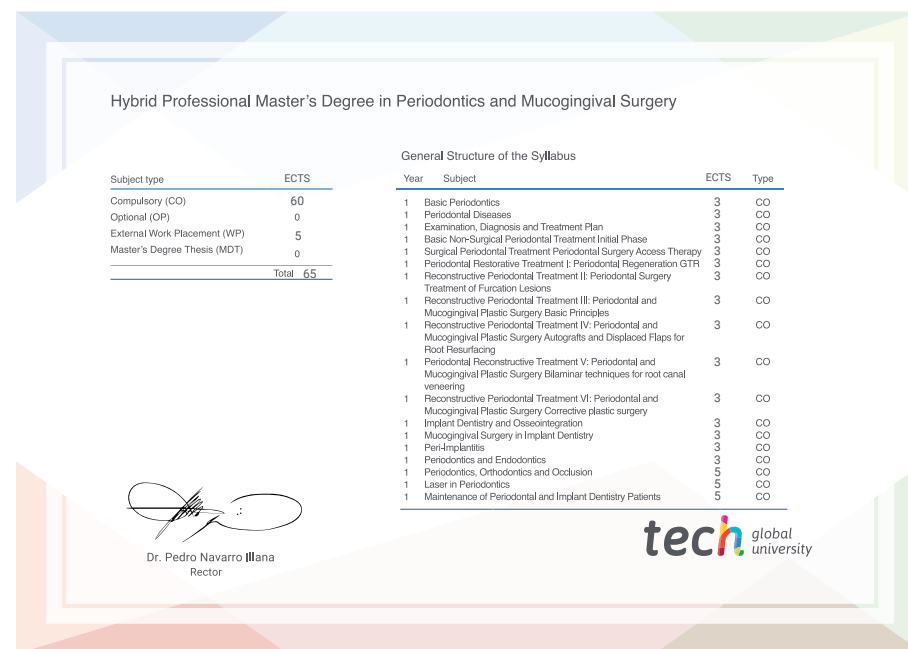 Hybrid Professional Master's Degree in Periodontics and Mucogingival Surgery
Subject type ECTS
Compulsory (CO) 60
Optional (OP) 0
External Work Placement (WP) 5
Master's Degree Thesis (MDT) 0
Total 65
General Structure of the Syllabus
Year Subject ECTS Type
1 Basic Periodontics 3 CO
1 Periodontal Diseases 3 CO
1 Examination, Diagnosis and Treatment Plan 3 CO
1 Basic Non-Surgical Periodontal Treatment Initial Phase 3 CO
1 Surgical Periodontal Treatment Periodontal Surgery Access Therapy 3 CO
1 Periodontal Restorative Treatment I: Periodontal Regeneration GTR 3 CO
1 Reconstructive Periodontal Treatment II: Periodontal Surgery 3 CO
Treatment of Furcation Lesions
1 Reconstructive Periodontal Treatment III: Periodontal and 3 CO
Mucogingival Plastic Surgery Basic Principles
1 Reconstructive Periodontal Treatment IV: Periodontal and 3 CO
Mucogingival Plastic Surgery Autografts and Displaced Flaps for
Root Resurfacing
1 Periodontal Reconstructive Treatment V: Periodontal and 3 CO
Mucogingival Plastic Surgery Bilaminar techniques for root canal
veneering
1 Reconstructive Periodontal Treatment VI: Periodontal and 3 CO
Mucogingival Plastic Surgery Corrective plastic surgery
1 Implant Dentistry and Osseointegration 3 CO
1 Mucogingival Surgery in Implant Dentistry 3 CO
1 Peri-Implantitis 3 CO
1 Periodontics and Endodontics 3 CO
1 Periodontics, Orthodontics and Occlusion 5 CO
1 Laser in Periodontics 5 CO
1 Maintenance of Periodontal and Implant Dentistry Patients 5 CO
Dr. Pedro Navarro Illana
Rector
tech global
university